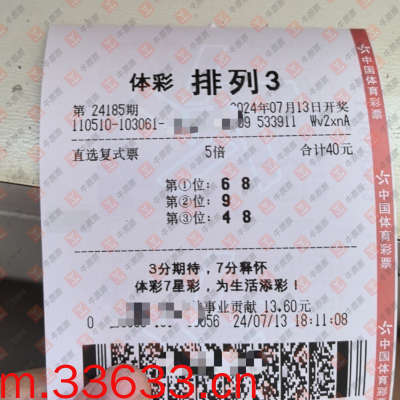 体彩 排列3
第 24185期 2024年07月13日开奖
110510-103061- 09 533911 Wv2xnA
直选复式票 5倍 合计40元
第①位: 6 8
第②位: 9
第③位: 4 8
3分期待，7分释怀
体彩7星彩，为生活添彩！
事业贡献 13.60元
0 056 24/07/13 18:11:08
中国体育彩票
中国体育彩票
中国体育彩票
m.33633.cn